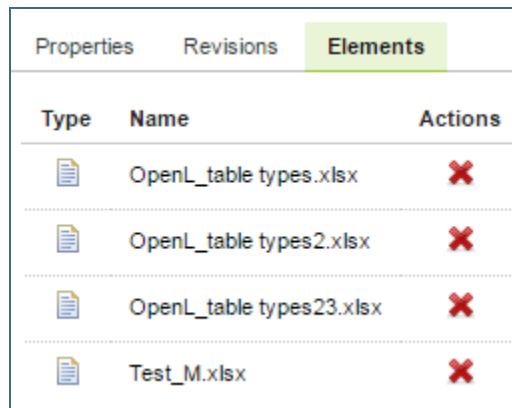 Properties Revisions Elements
Type Name Actions
OpenL_table types.xlsx
OpenL_table types2.xlsx
OpenL_table types23.xlsx
Test_M.xlsx